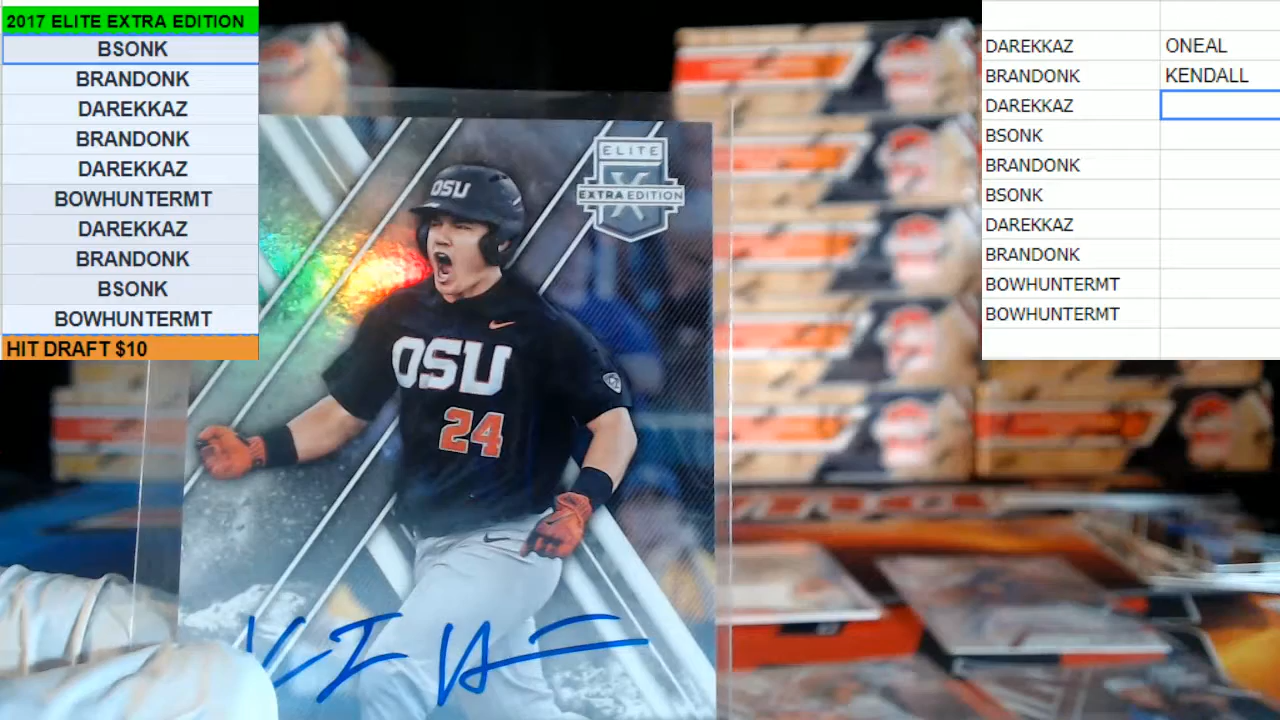 2017 ELITE EXTRA EDITION
BSONK
BRANDONK
DAREKKAZ
BRANDONK
DAREKKAZ
BOWHUNTERMT
DAREKKAZ
BRANDONK
BSONK
BOWHUNTERMT
HIT DRAFT $10
ELITE
EXTRA EDITION
OSU
OSU
24
DAREKKAZ ONEAL
BRANDONK KENDALL
DAREKKAZ
BSONK
BRANDONK
BSONK
DAREKKAZ
BRANDONK
BOWHUNTERMT
BOWHUNTERMT